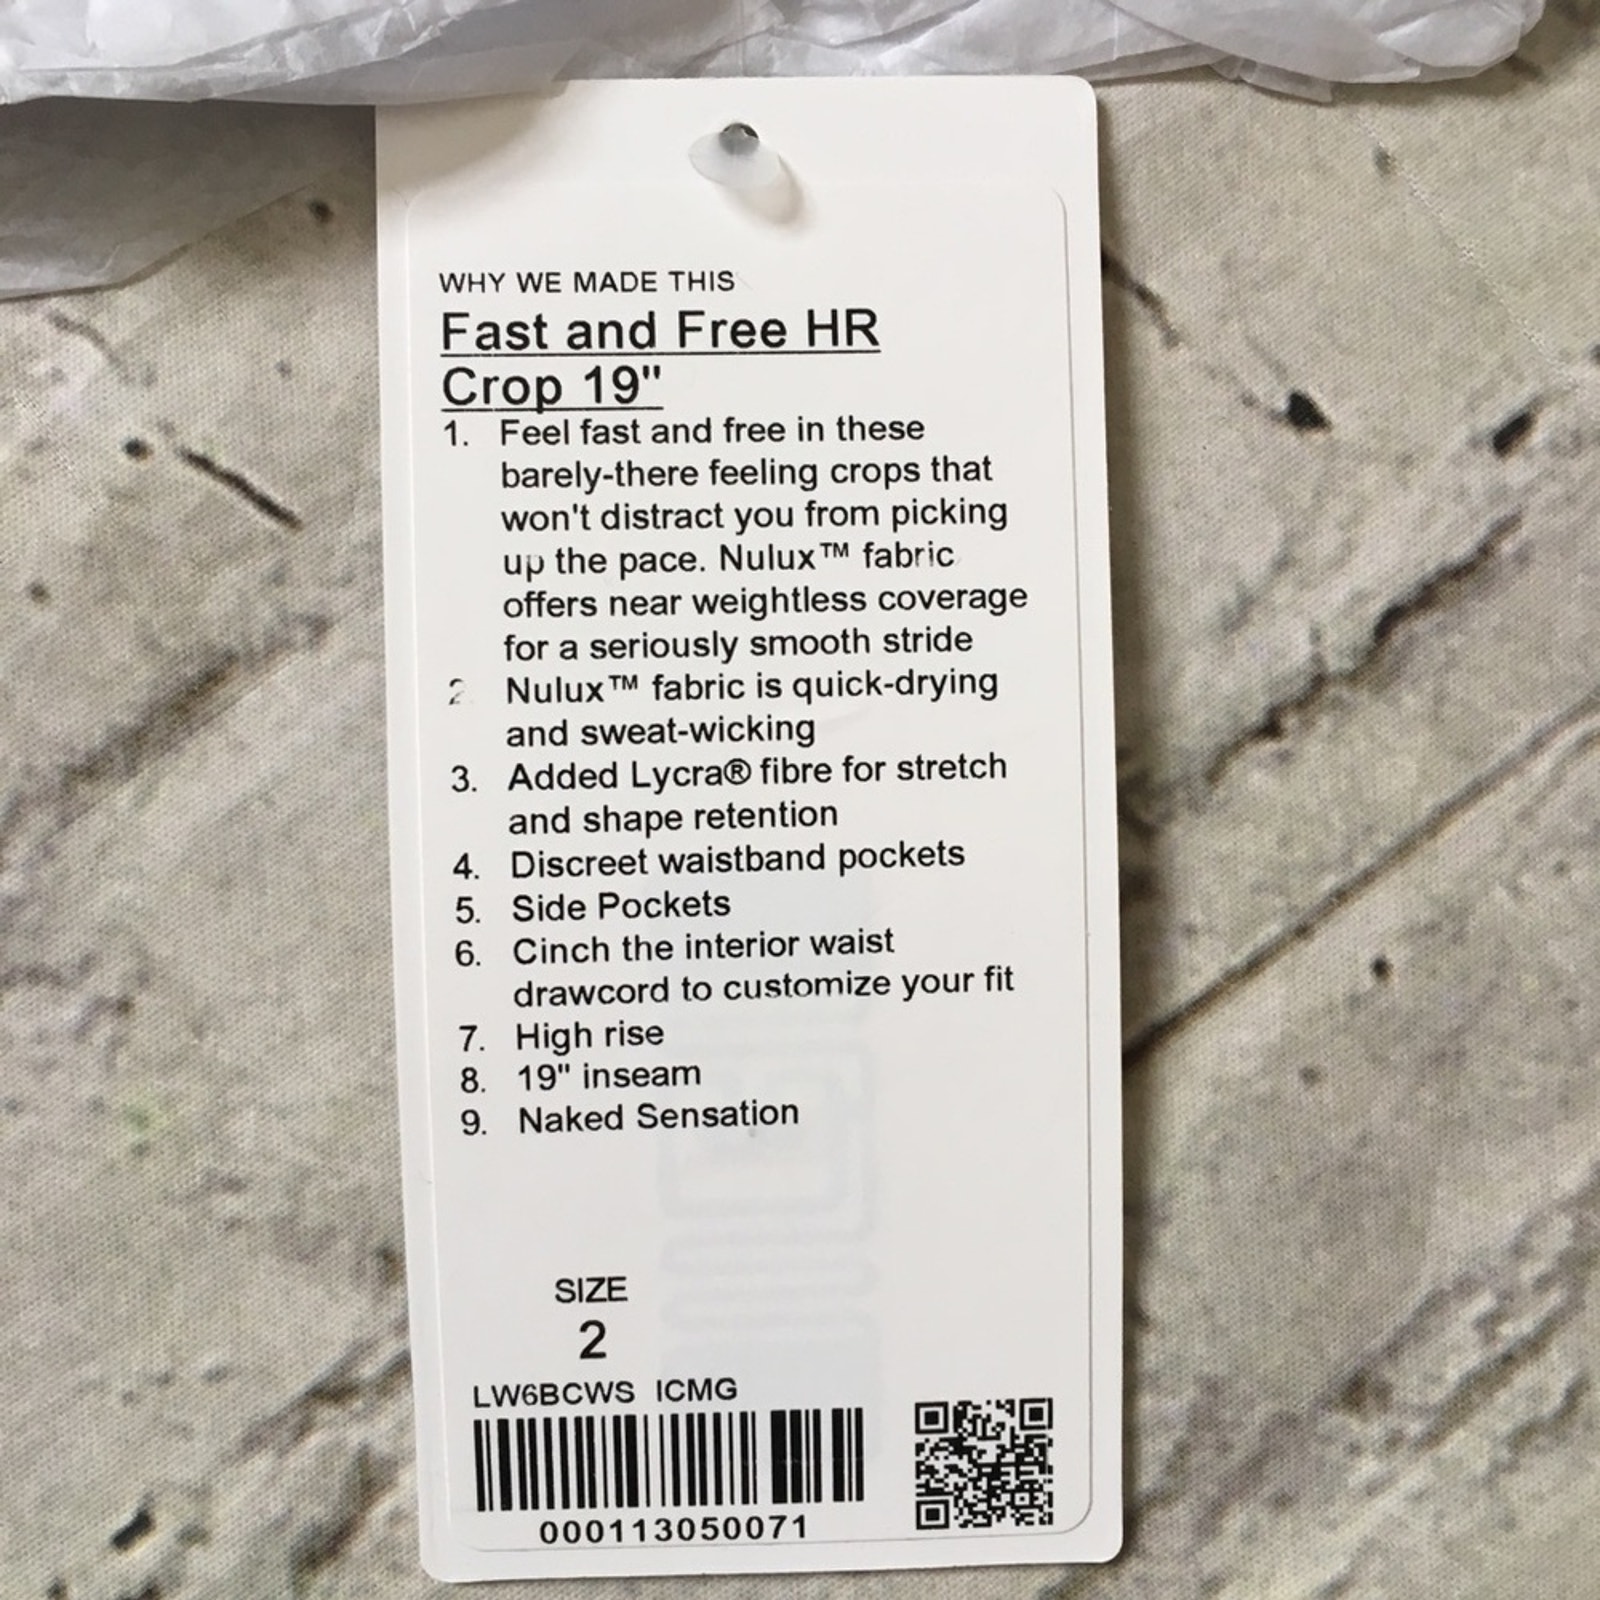 WHY WE MADE THIS
Fast and Free HR
Crop 19"
1. Feel fast and free in these
barely-there feeling crops that
won't distract you from picking
up the pace. Nulux™ fabric
offers near weightless coverage
for a seriously smooth stride
2 Nulux™ fabric is quick-drying
and sweat-wicking
3. Added Lycra® fibre for stretch
and shape retention
4. Discreet waistband pockets
5. Side Pockets
6. Cinch the interior waist
drawcord to customize your fit
7. High rise
8. 19" inseam
9. Naked Sensation
SIZE
2
LW6BCWS ICMG
000113050071